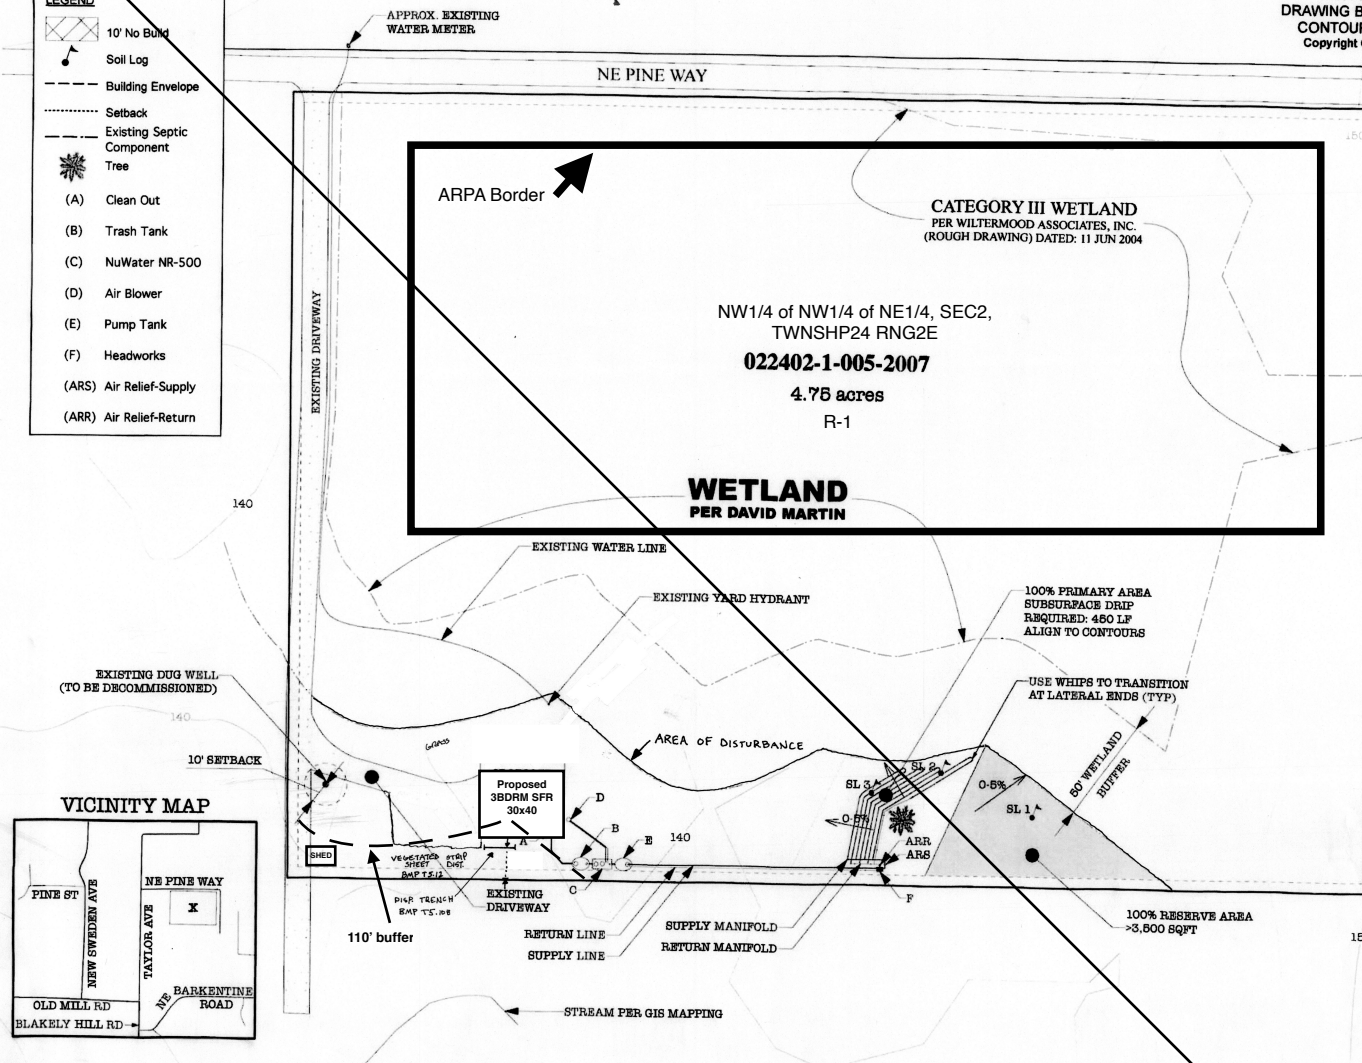 LEGEND
10' No Build
Soil Log
Building Envelope
Setback
Existing Septic
Component
Tree
(A) Clean Out
(B) Trash Tank
(C) NuWater NR-500
(D) Air Blower
(E) Pump Tank
(F) Headworks
(ARS) Air Relief-Supply
(ARR) Air Relief-Return
APPROX. EXISTING
WATER METER
NE PINE WAY
DRAWING B
CONTOUR
Copyright
150
ARPA Border
CATEGORY III WETLAND
PER WILTERMOOD ASSOCIATES, INC.
(ROUGH DRAWING) DATED: 11 JUN 2004
EXISTING DRIVEWAY
NW1/4 of NW1/4 of NE1/4, SEC2,
TWNSHP24 RNG2E
022402-1-005-2007
4.75 acres
R-1
WETLAND
PER DAVID MARTIN
140
EXISTING WATER LINE
EXISTING YARD HYDRANT
100% PRIMARY AREA
SUBSURFACE DRIP
REQUIRED: 450 LF
ALIGN TO CONTOURS
EXISTING DUG WELL
(TO BE DECOMMISSIONED)
140
USE WHIPS TO TRANSITION
AT LATERAL ENDS (TYP)
10' SETBACK
GRASS
AREA OF DISTURBANCE
50' WETLAND
BUFFER
Proposed
3BDRM SFR
30x40
SL 2
SL 3
0-5%
0-5%
SL 1
D
B
A
E
140
ARR
ARS
C
F
SHED
VEGETATED STRIP
SHEET DIST.
BMP T5.12
DISP. TRENCH
BMP T5.10B
EXISTING
DRIVEWAY
110' buffer
RETURN LINE
SUPPLY LINE
SUPPLY MANIFOLD
RETURN MANIFOLD
100% RESERVE AREA
>3,500 SQFT
15
STREAM PER GIS MAPPING
VICINITY MAP
NE PINE WAY
PINE ST
X
NEW SWEDEN AVE
TAYLOR AVE
NE BARKENTINE
ROAD
OLD MILL RD
BLAKELY HILL RD